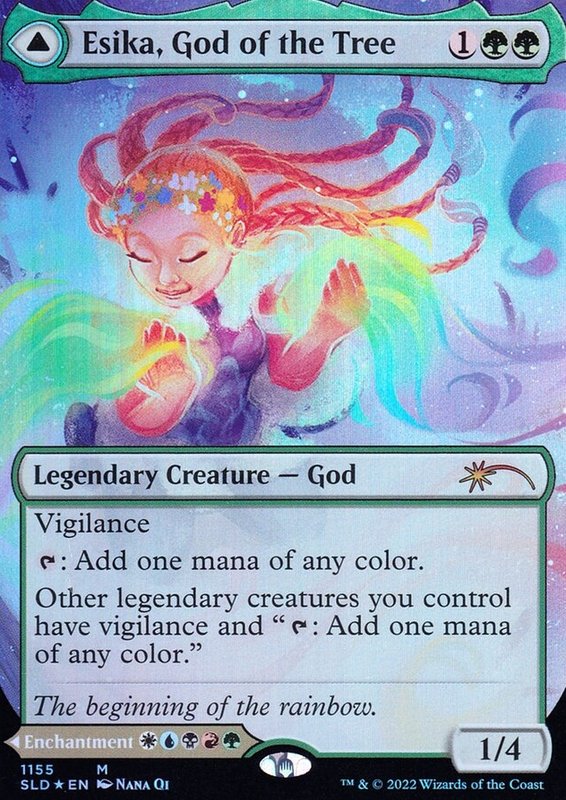 Esika, God of the Tree 1
Legendary Creature — God
Vigilance
: Add one mana of any color.
Other legendary creatures you control
have vigilance and “ : Add one mana
of any color.”
The beginning of the rainbow.
Enchantment
1/4
1155 M
SLD ★ EN Nana Qi
™ & © 2022 Wizards of the Coast